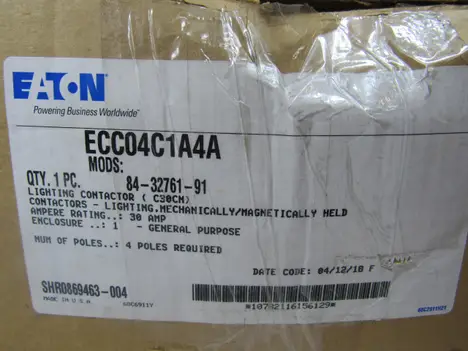 EATON
Powering Business Worldwide
ECC04C1A4A
MODS:
QTY. 1 PC. 84-32761-91
LIGHTING CONTACTOR ( C30CM)
CONTACTORS - LIGHTING.MECHANICALLY/MAGNETICALLY HELD
AMPERE RATING..: 30 AMP
ENCLOSURE ..: 1 - GENERAL PURPOSE
NUM OF POLES..: 4 POLES REQUIRED
DATE CODE: 04/12/18 F
SHR0869463-004
MADE IN U.S.A